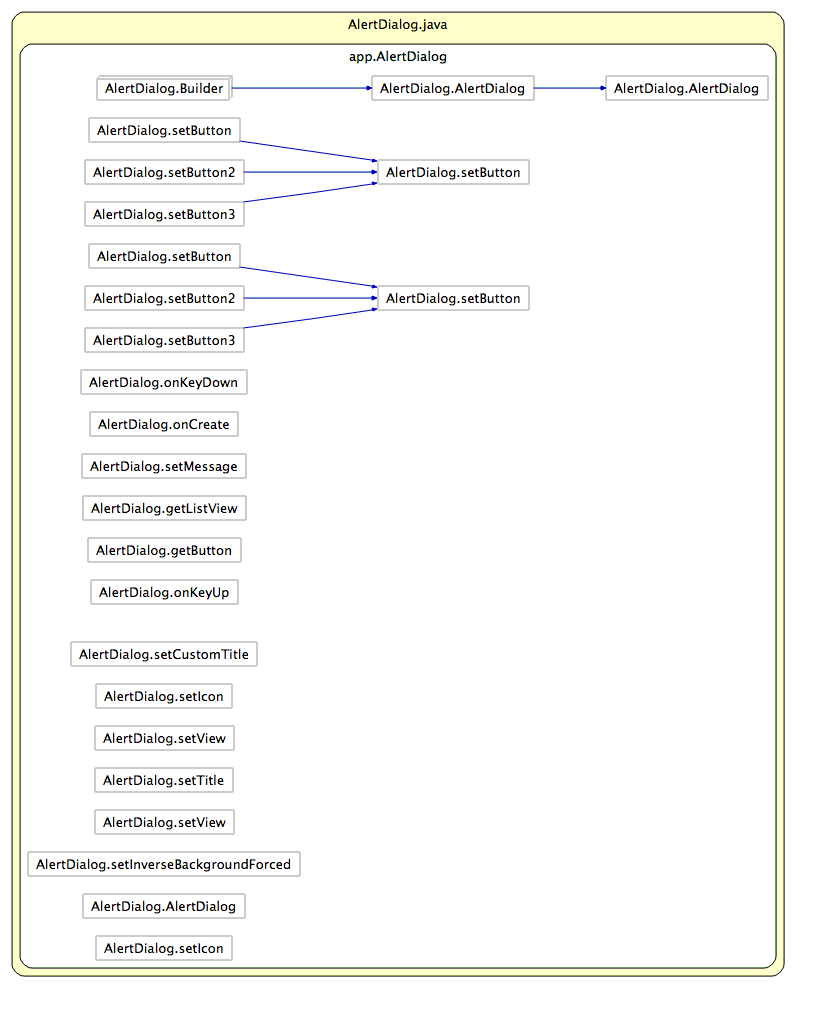 AlertDialog.java
app.AlertDialog
AlertDialog.Builder AlertDialog.AlertDialog AlertDialog.AlertDialog
AlertDialog.setButton
AlertDialog.setButton2 AlertDialog.setButton
AlertDialog.setButton3
AlertDialog.setButton
AlertDialog.setButton2 AlertDialog.setButton
AlertDialog.setButton3
AlertDialog.onKeyDown
AlertDialog.onCreate
AlertDialog.setMessage
AlertDialog.getListView
AlertDialog.getButton
AlertDialog.onKeyUp
AlertDialog.setCustomTitle
AlertDialog.setIcon
AlertDialog.setView
AlertDialog.setTitle
AlertDialog.setView
AlertDialog.setInverseBackgroundForced
AlertDialog.AlertDialog
AlertDialog.setIcon